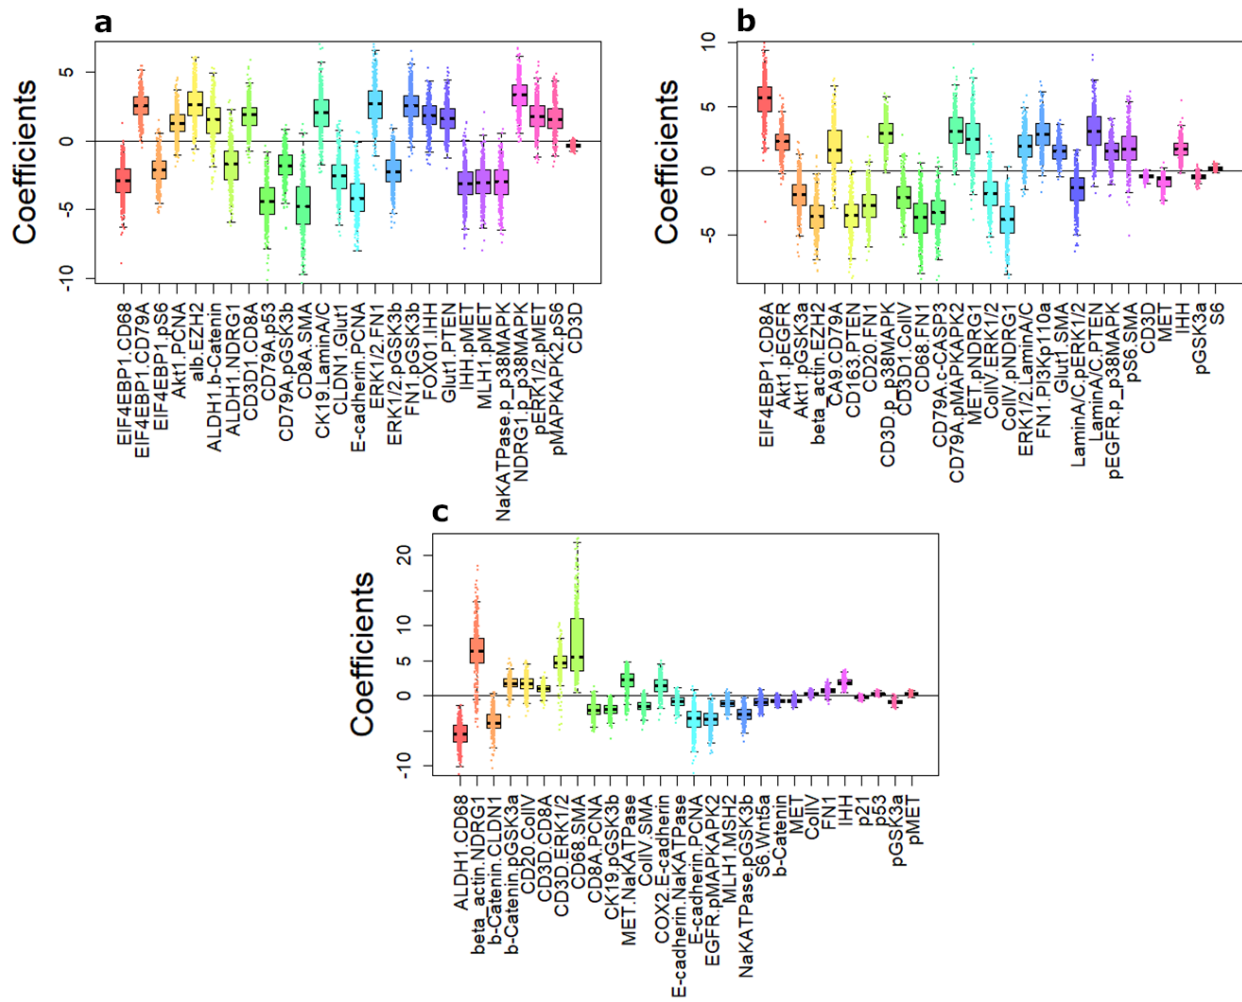 a
Coefficients
5
0
-5
-10
EIF4EBP1.CD68
EIF4EBP1.CD79A
EIF4EBP1.pS6
Akt1.PCNA
alb.EZH2
ALDH1.b-Catenin
ALDH1.NDRG1
CD3D1.CD8A
CD79A.p53
CD79A.pGSK3b
CD8A.SMA
CK19.LaminA/C
CLDN1.Glut1
E-cadherin.PCNA
ERK1/2.FN1
ERK1/2.pGSK3b
FN1.pGSK3b
FOX01.IHH
Glut1.PTEN
IHH.pMET
MLH1.pMET
NaKATPase.p_p38MAPK
NDRG1.p_p38MAPK
pERK1/2.pMET
pMAPKAPK2.pS6
CD3D
b
Coefficients
10
5
0
-5
EIF4EBP1.CD8A
Akt1.pEGFR
Akt1.pGSK3a
beta_actin.EZH2
CA9.CD79A
CD163.PTEN
CD20.FN1
CD3D.p_p38MAPK
CD3D1.CollV
CD68.FN1
CD79A.c-CASP3
CD79A.pMAPKAPK2
MET.pNDRG1
CollV.ERK1/2
CollV.pNDRG1
ERK1/2.LaminA/C
FN1.PI3Kp110a
Glut1.SMA
LaminA/C.pERK1/2
LaminA/C.PTEN
pEGFR.p_p38MAPK
pS6.SMA
CD3D
MET
IHH
pGSK3a
S6
c
Coefficients
20
10
5
0
-10
ALDH1.CD68
beta_actin.NDRG1
b-Catenin.CLDN1
b-Catenin.pGSK3a
CD20.CollV
CD3D.CD8A
CD3D.ERK1/2
CD68.SMA
CD8A.PCNA
CK19.pGSK3b
MET.NaKATPase
CollV.SMA
COX2.E-cadherin
E-cadherin.NaKATPase
E-cadherin.PCNA
EGFR.pMAPKAPK2
MLH1.MSH2
NaKATPase.pGSK3b
S6.Wnt5a
b-Catenin
MET
CollV
FN1
IHH
p21
p53
pGSK3a
pMET